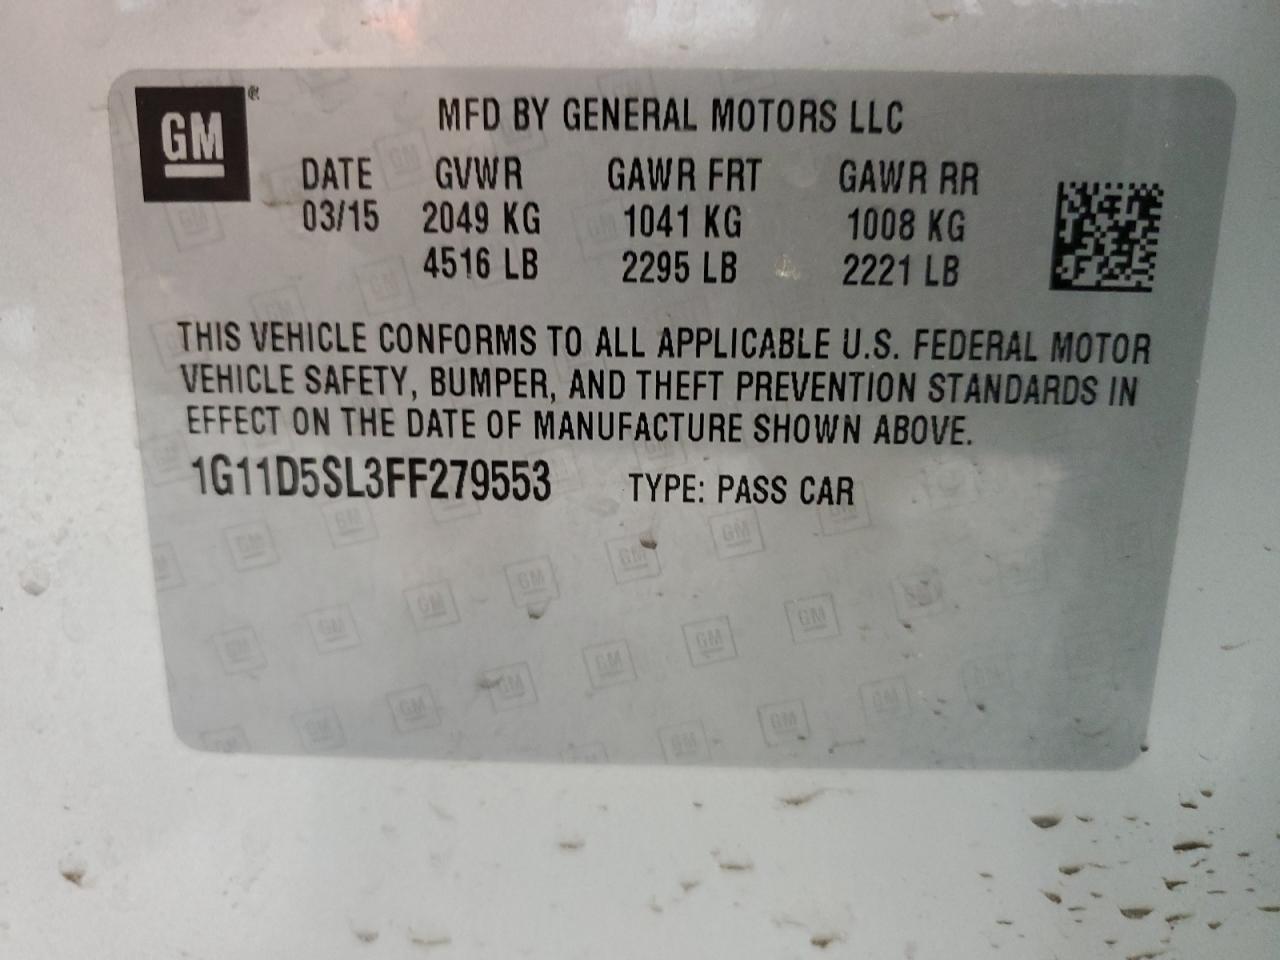 GM®
MFD BY GENERAL MOTORS LLC
DATE GVWR GAWR FRT GAWR RR
03/15 2049 KG 1041 KG 1008 KG
4516 LB 2295 LB 2221 LB
THIS VEHICLE CONFORMS TO ALL APPLICABLE U.S. FEDERAL MOTOR
VEHICLE SAFETY, BUMPER, AND THEFT PREVENTION STANDARDS IN
EFFECT ON THE DATE OF MANUFACTURE SHOWN ABOVE.
1G11D5SL3FF279553 TYPE: PASS CAR